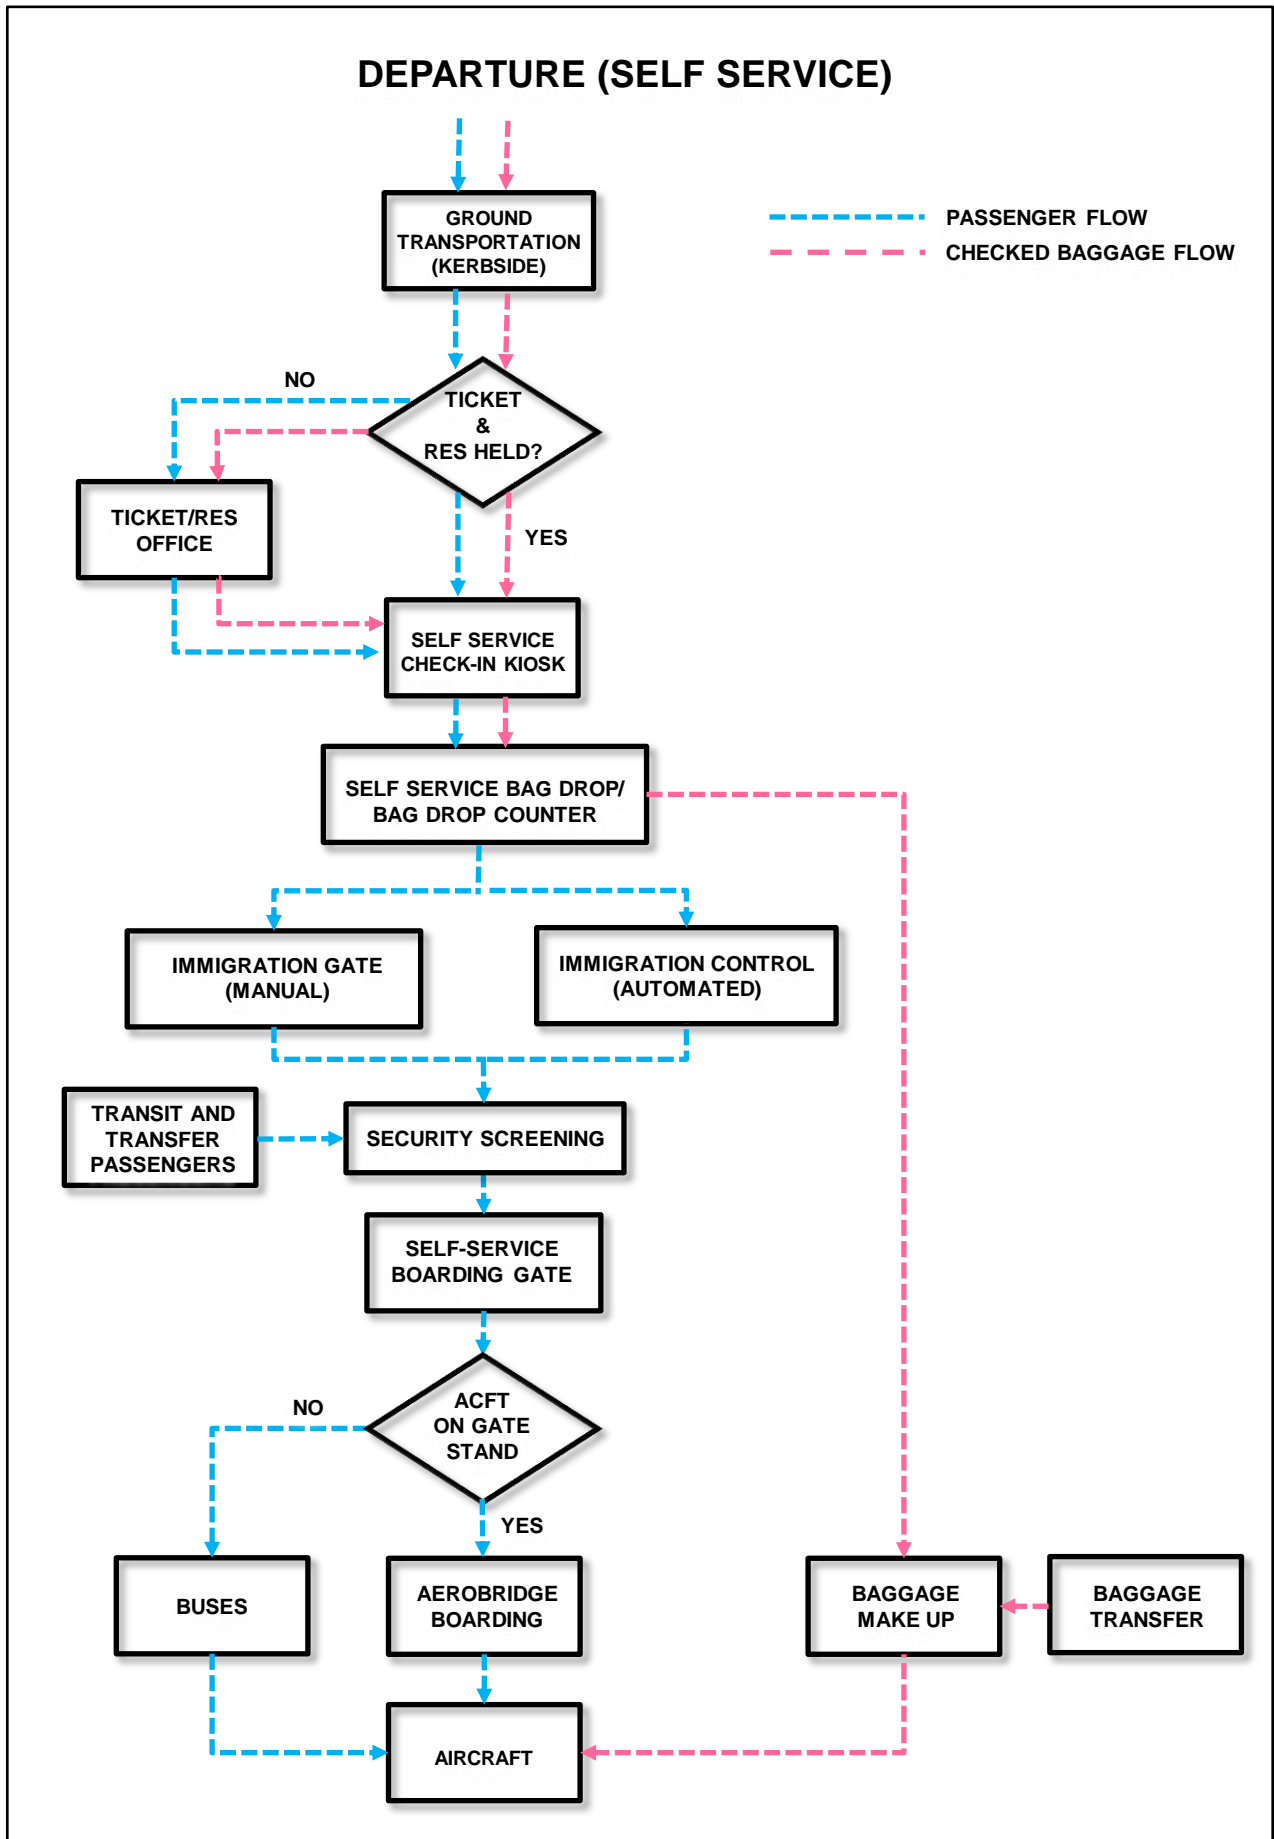 DEPARTURE (SELF SERVICE)
GROUND
TRANSPORTATION
(KERBSIDE)
PASSENGER FLOW
CHECKED BAGGAGE FLOW
NO
TICKET
&
RES HELD?
TICKET/RES
OFFICE
YES
SELF SERVICE
CHECK-IN KIOSK
SELF SERVICE BAG DROP/
BAG DROP COUNTER
IMMIGRATION GATE
(MANUAL)
IMMIGRATION CONTROL
(AUTOMATED)
TRANSIT AND
TRANSFER
PASSENGERS
SECURITY SCREENING
SELF-SERVICE
BOARDING GATE
NO
ACFT
ON GATE
STAND
YES
BUSES
AEROBRIDGE
BOARDING
BAGGAGE
MAKE UP
BAGGAGE
TRANSFER
AIRCRAFT